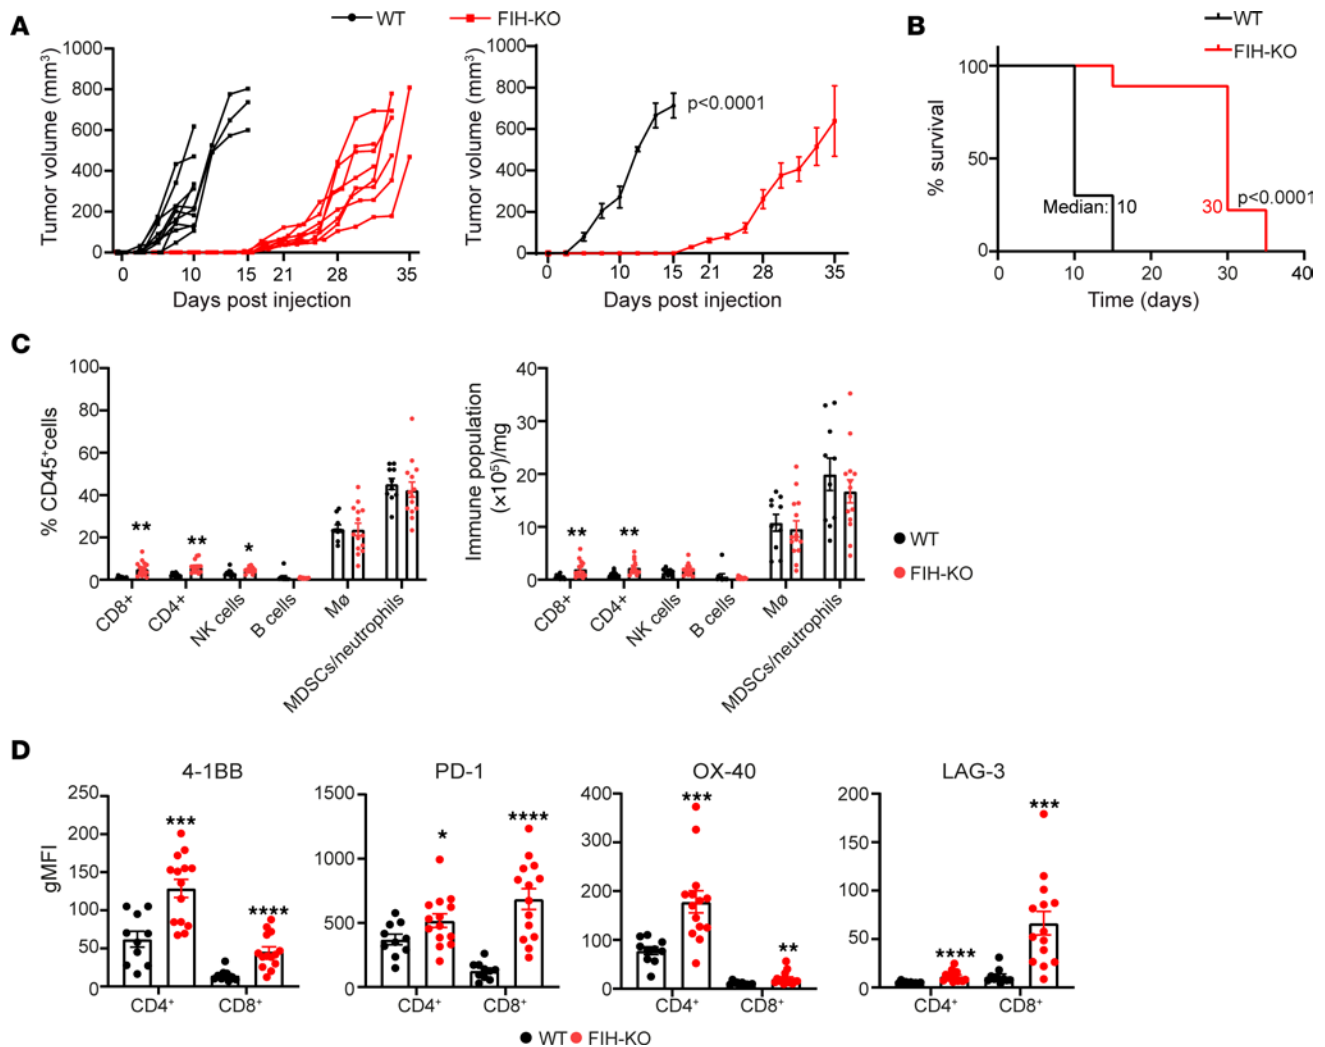 A
WT
FIH-KO
B
WT
FIH-KO
Tumor volume (mm³)
1000
800
600
400
200
0
0
10
15
21
28
35
Days post injection
Tumor volume (mm³)
1000
800
600
400
200
0
p<0.0001
0
10
15
21
28
35
Days post injection
% survival
100
50
0
Median: 10
30
p<0.0001
0
10
20
30
40
Time (days)
C
% CD45⁺cells
100
80
60
40
20
0
**
**
*
CD8+
CD4+
NK cells
B cells
Mø
MDSCs/neutrophils
Immune population
(×10⁵)/mg
40
30
20
10
0
**
**
CD8+
CD4+
NK cells
B cells
Mø
MDSCs/neutrophils
WT
FIH-KO
D
4-1BB
gMFI
250
200
150
100
50
0
***
****
CD4⁺
CD8⁺
PD-1
1500
1000
500
0
*
****
CD4⁺
CD8⁺
OX-40
400
300
200
100
0
***
**
CD4⁺
CD8⁺
LAG-3
200
150
100
50
0
****
***
CD4⁺
CD8⁺
WT
FIH-KO